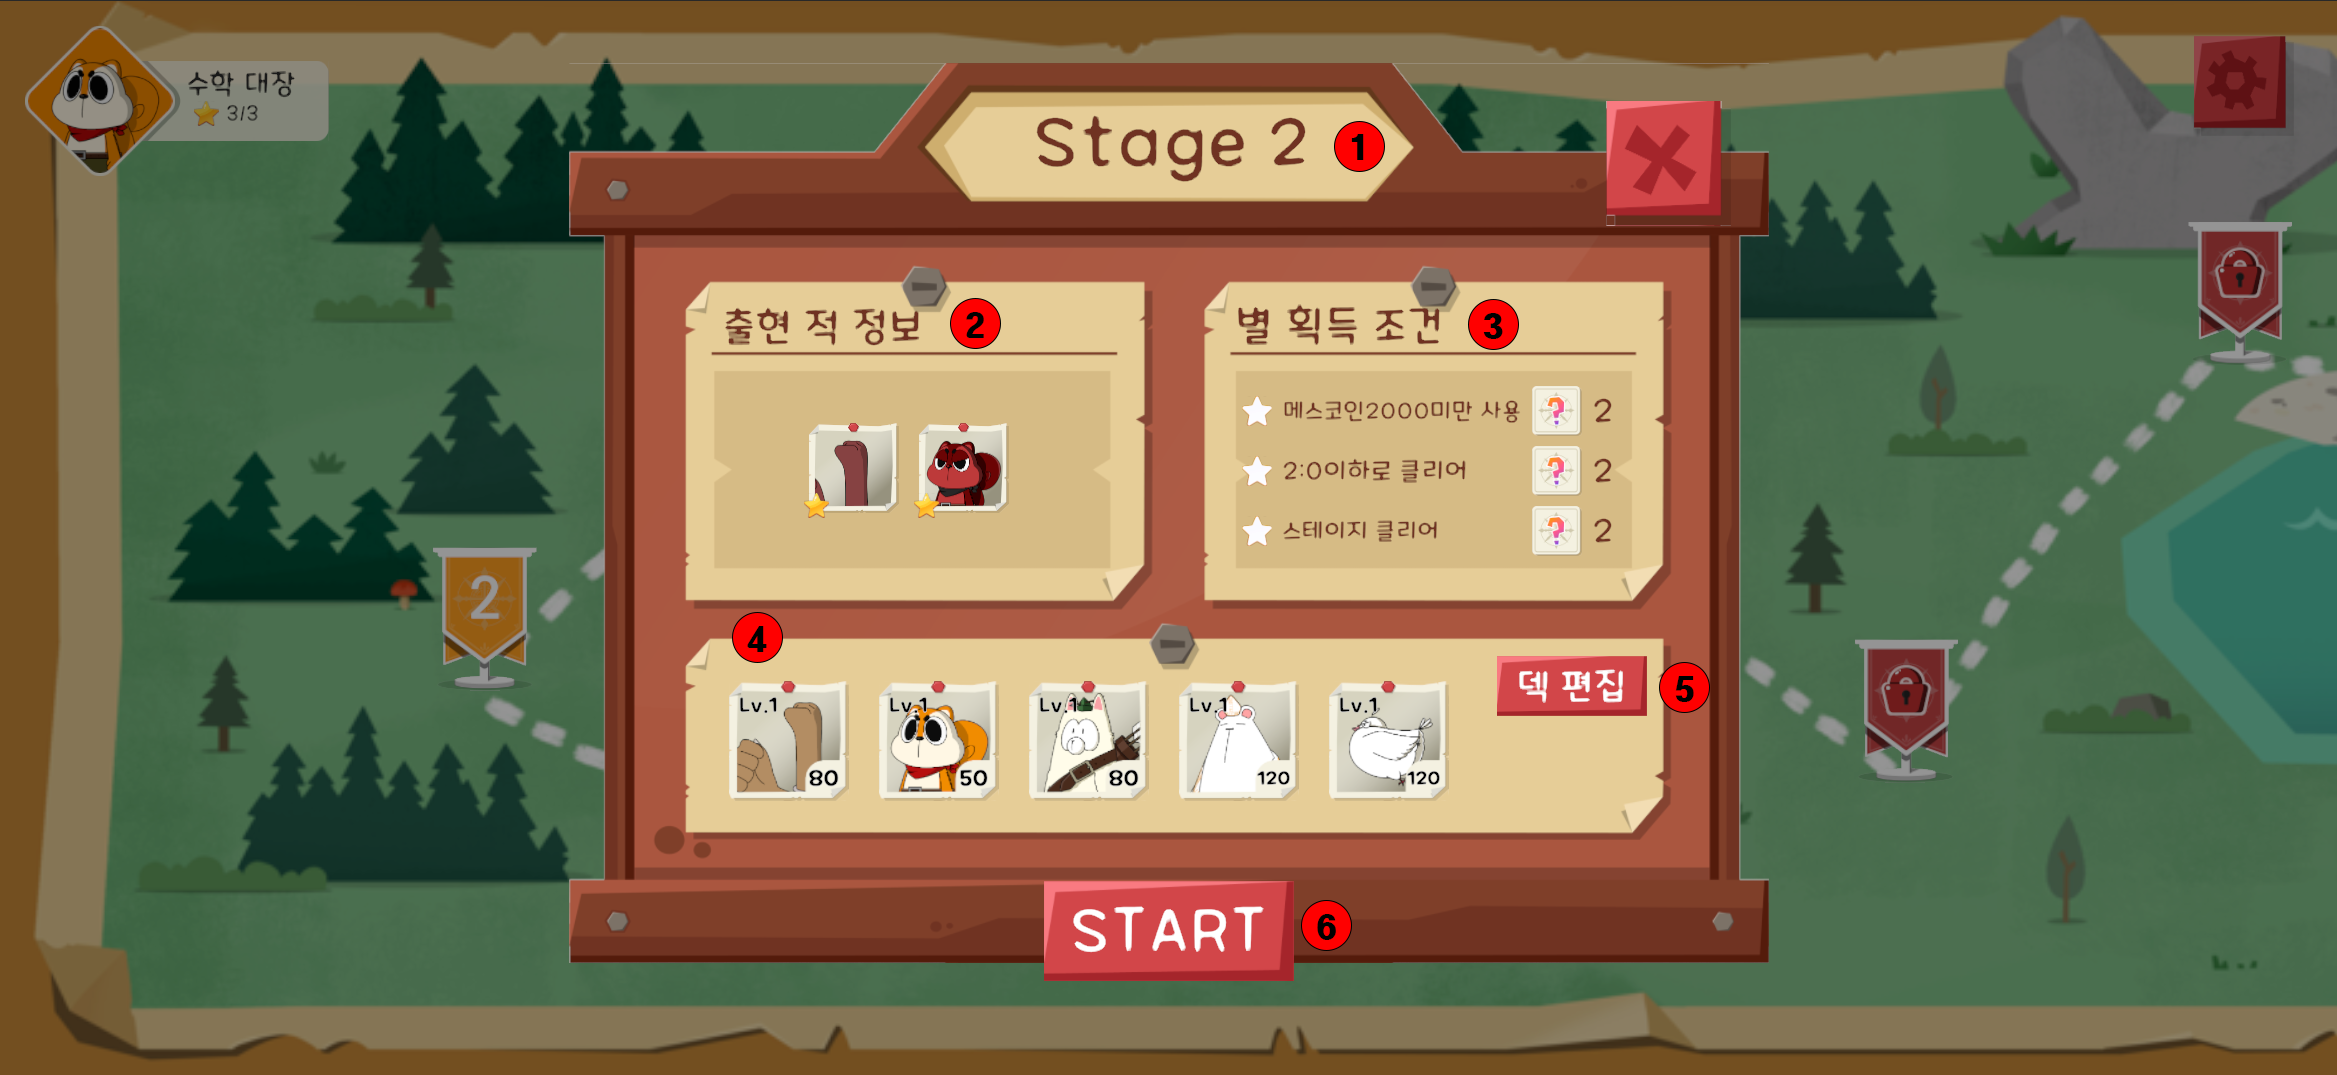 수학 대장
3/3
Stage 2
1
출현 적 정보
2
별 획득 조건
3
메스코인2000미만 사용
2
2:0이하로 클리어
2
스테이지 클리어
2
2
4
덱 편집
5
Lv.1
80
Lv.1
50
Lv.1
80
Lv.1
120
Lv.1
120
START
6